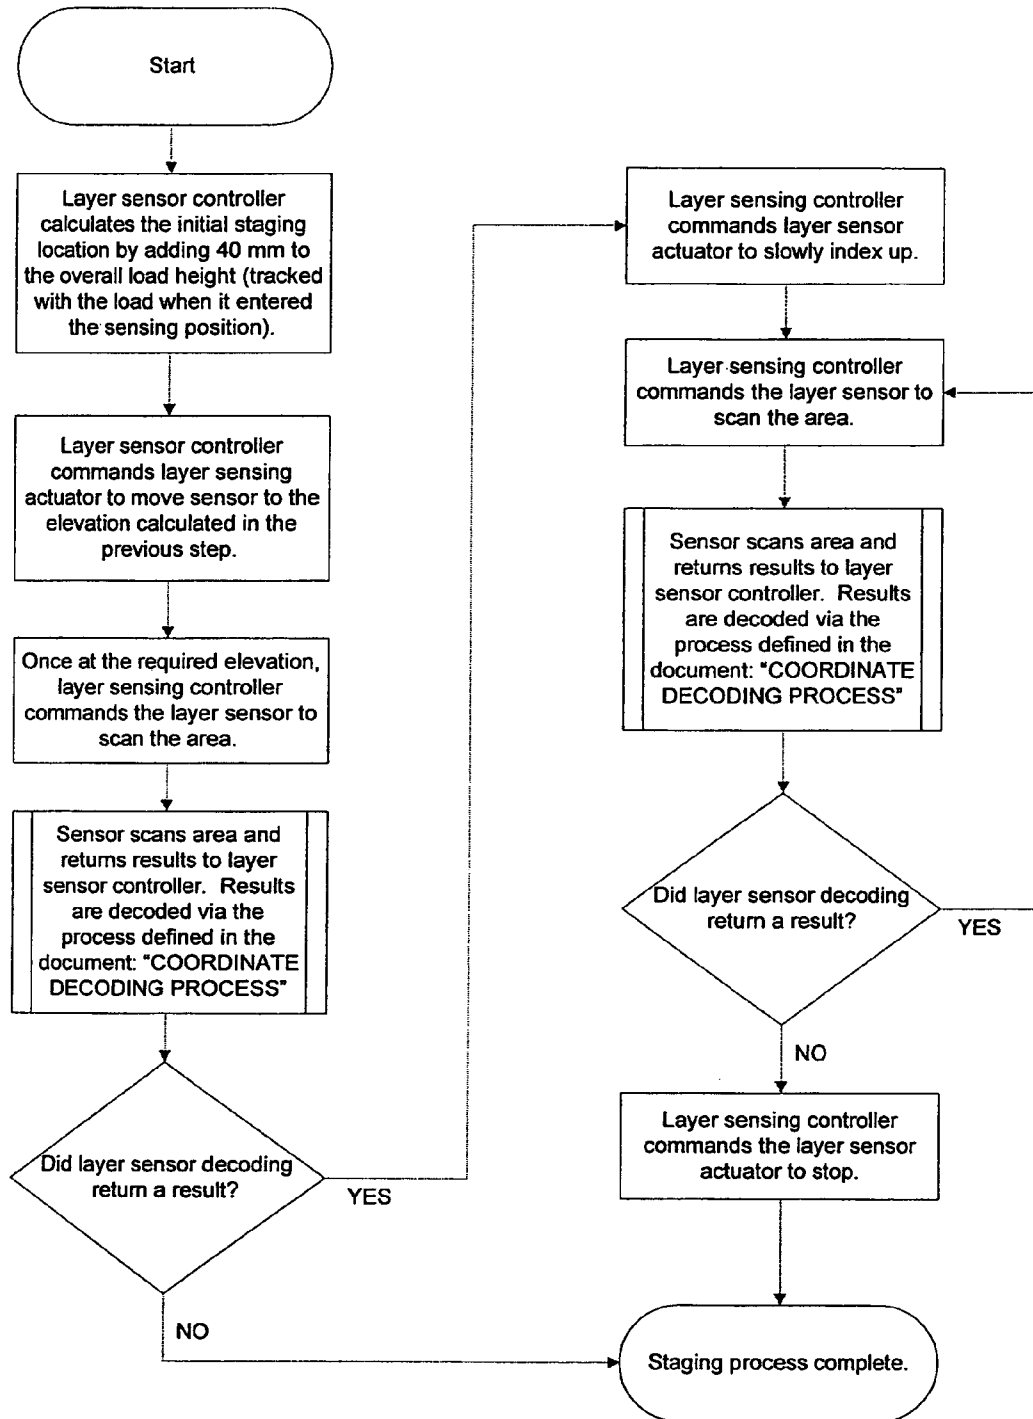 Start
Layer sensor controller
calculates the initial staging
location by adding 40 mm to
the overall load height (tracked
with the load when it entered
the sensing position).
Layer sensor controller
commands layer sensing
actuator to move sensor to the
elevation calculated in the
previous step.
Once at the required elevation,
layer sensing controller
commands the layer sensor to
scan the area.
Sensor scans area and
returns results to layer
sensor controller. Results
are decoded via the
process defined in the
document: "COORDINATE
DECODING PROCESS"
Did layer sensor decoding
return a result?
YES
NO
Layer sensing controller
commands layer sensor
actuator to slowly index up.
Layer sensing controller
commands the layer sensor to
scan the area.
Sensor scans area and
returns results to layer
sensor controller. Results
are decoded via the
process defined in the
document: "COORDINATE
DECODING PROCESS"
Did layer sensor decoding
return a result?
YES
NO
Layer sensing controller
commands the layer sensor
actuator to stop.
Staging process complete.